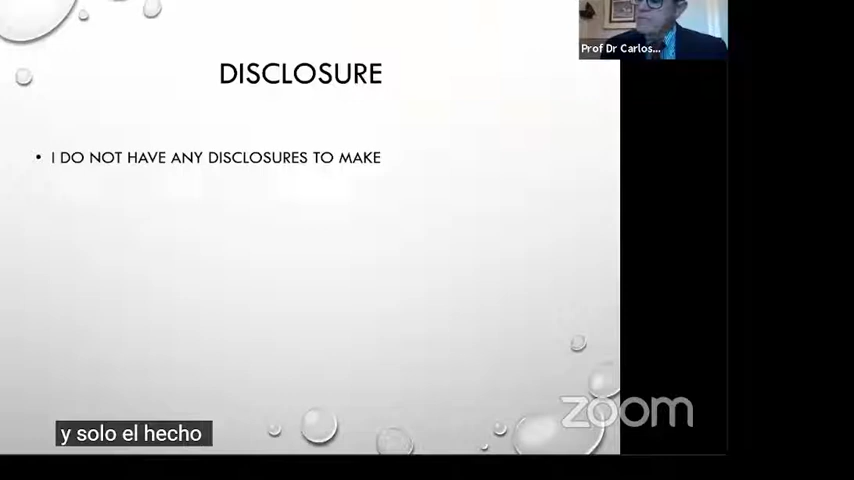 Prof Dr Carlos...
DISCLOSURE
• I DO NOT HAVE ANY DISCLOSURES TO MAKE
zoom
y solo el hecho